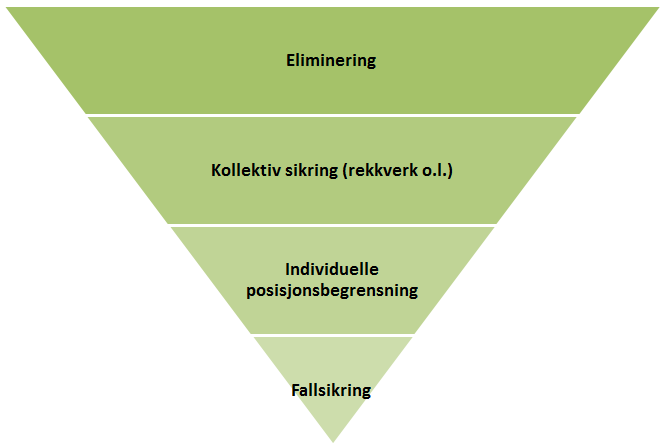 Eliminering
Kollektiv sikring (rekkverk o.l.)
Individuelle
posisjonsbegrensning
Fallsikring